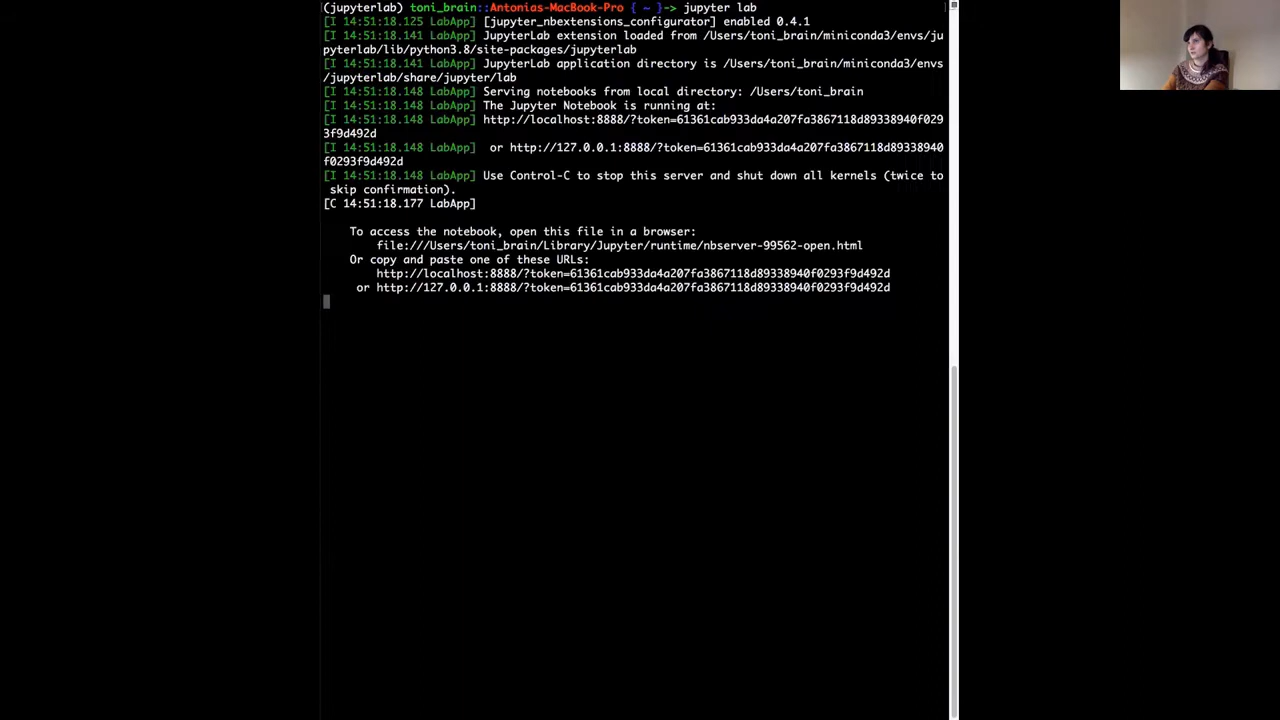 (jupyterlab) toni_brain::Antonias-MacBook-Pro { ~ }-> jupyter lab
[I 14:51:18.125 LabApp] [jupyter_nbextensions_configurator] enabled 0.4.1
[I 14:51:18.141 LabApp] JupyterLab extension loaded from /Users/toni_brain/miniconda3/envs/ju
pyterlab/lib/python3.8/site-packages/jupyterlab
[I 14:51:18.141 LabApp] JupyterLab application directory is /Users/toni_brain/miniconda3/envs
/jupyterlab/share/jupyter/lab
[I 14:51:18.148 LabApp] Serving notebooks from local directory: /Users/toni_brain
[I 14:51:18.148 LabApp] The Jupyter Notebook is running at:
[I 14:51:18.148 LabApp] http://localhost:8888/?token=61361cab933da4a207fa3867118d89338940f029
3f9d492d
[I 14:51:18.148 LabApp]  or http://127.0.0.1:8888/?token=61361cab933da4a207fa3867118d89338940
f0293f9d492d
[I 14:51:18.148 LabApp] Use Control-C to stop this server and shut down all kernels (twice to
 skip confirmation).
[C 14:51:18.177 LabApp]
To access the notebook, open this file in a browser:
file:///Users/toni_brain/Library/Jupyter/runtime/nbserver-99562-open.html
Or copy and paste one of these URLs:
http://localhost:8888/?token=61361cab933da4a207fa3867118d89338940f0293f9d492d
or http://127.0.0.1:8888/?token=61361cab933da4a207fa3867118d89338940f0293f9d492d